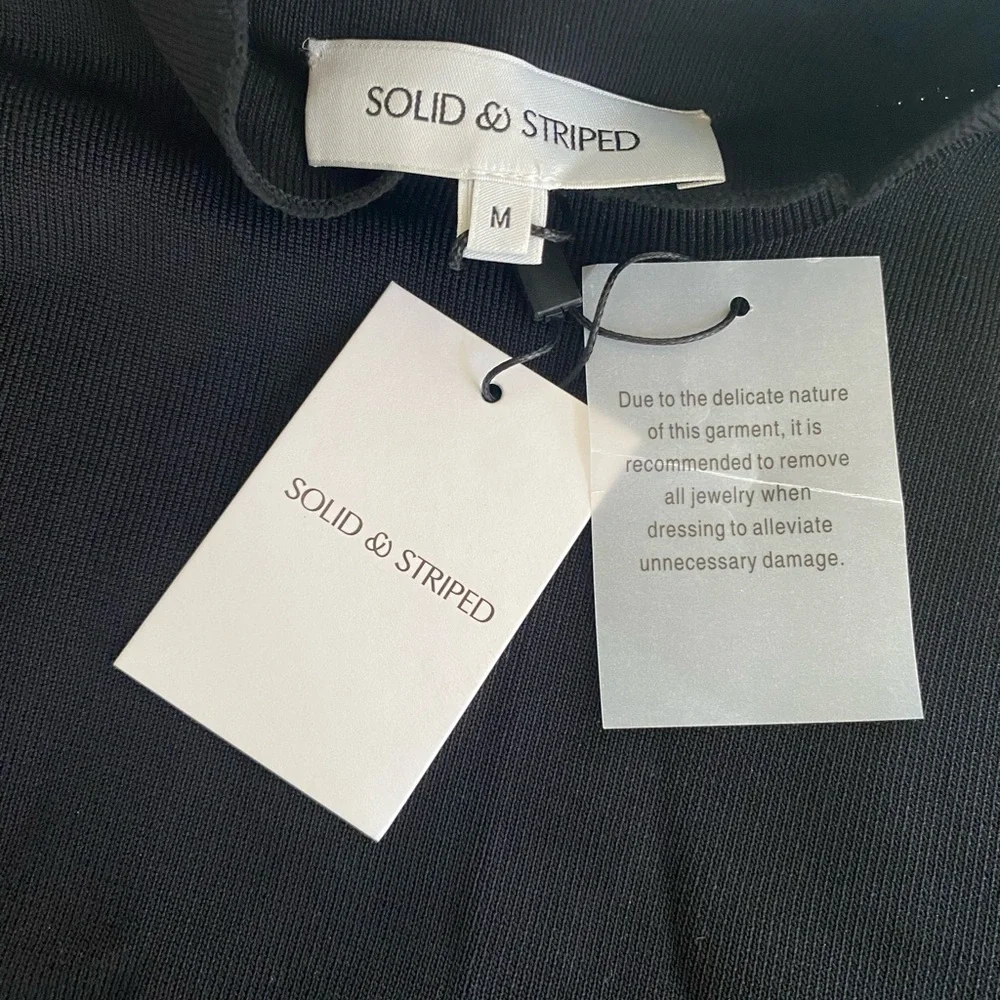 SOLID & STRIPED
M
SOLID & STRIPED
Due to the delicate nature
of this garment, it is
recommended to remove
all jewelry when
dressing to alleviate
unnecessary damage.